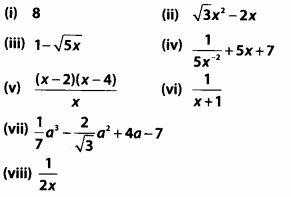 (i) 8 (ii) √3x² – 2x
(iii) 1–√(5x) (iv) 1/(5x⁻²) + 5x + 7
(v) (x – 2)(x – 4)/x (vi) 1/(x + 1)
(vii) (1/7)a³ – (2/√3)a² + 4a – 7
(viii) 1/(2x)